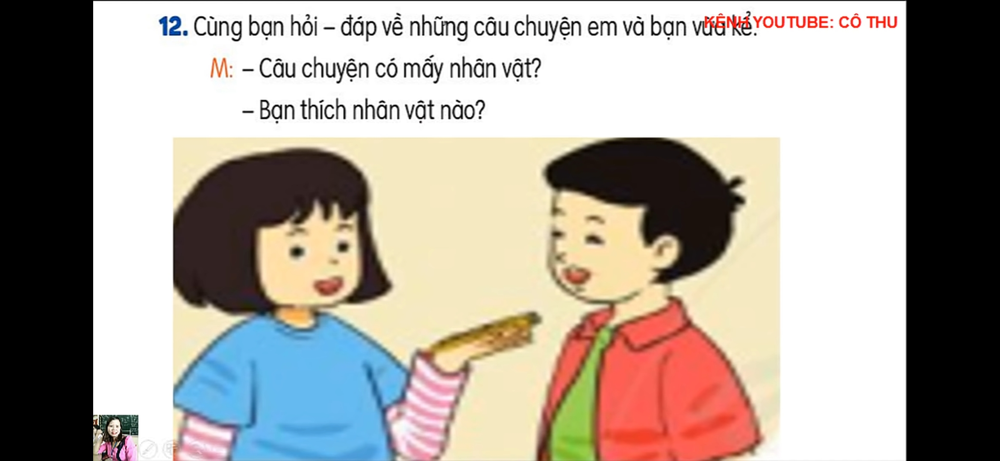 12. Cùng bạn hỏi – đáp về những câu chuyện em và bạn vừa kể.
KÊNH YOUTUBE: CÔ THU
M: – Câu chuyện có mấy nhân vật?
– Bạn thích nhân vật nào?